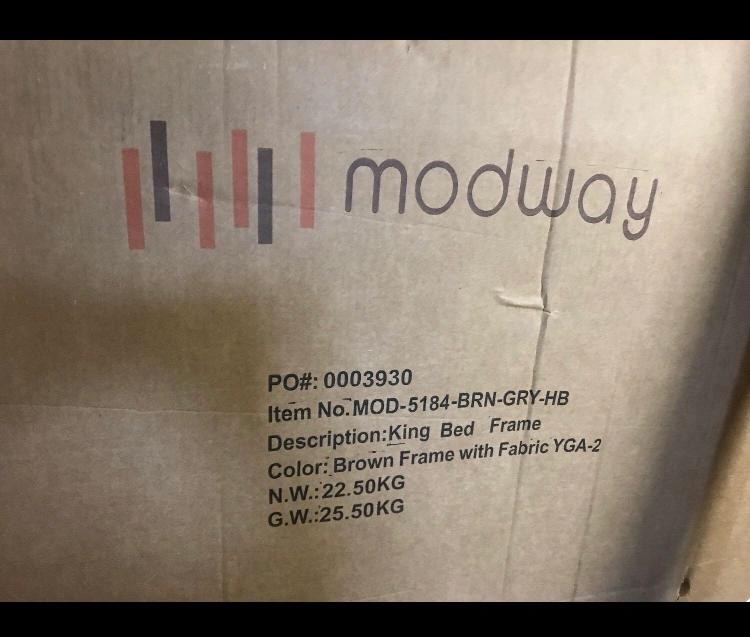 modway
PO#: 0003930
Item No.MOD-5184-BRN-GRY-HB
Description:King Bed Frame
Color: Brown Frame with Fabric YGA-2
N.W.:22.50KG
G.W.:25.50KG